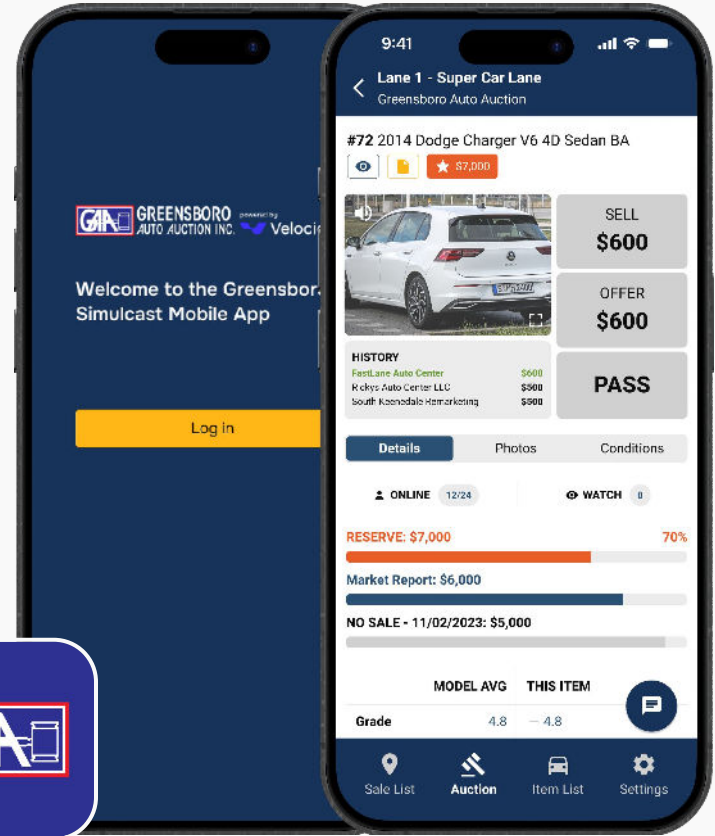 GAA GREENSBORO powered by
AUTO AUCTION INC. Veloci
Welcome to the Greensbor
Simulcast Mobile App
Log in
9:41
Lane 1 - Super Car Lane
Greensboro Auto Auction
#72 2014 Dodge Charger V6 4D Sedan BA
$7,000
SELL
$600
OFFER
$600
PASS
HISTORY
FastLane Auto Center $600
Rickys Auto Center LLC $500
South Keenedale Remarketing $500
Details Photos Conditions
ONLINE 12/24 WATCH 0
RESERVE: $7,000 70%
Market Report: $6,000
NO SALE - 11/02/2023: $5,000
MODEL AVG THIS ITEM
Grade 4.8 – 4.8
Sale List Auction Item List Settings